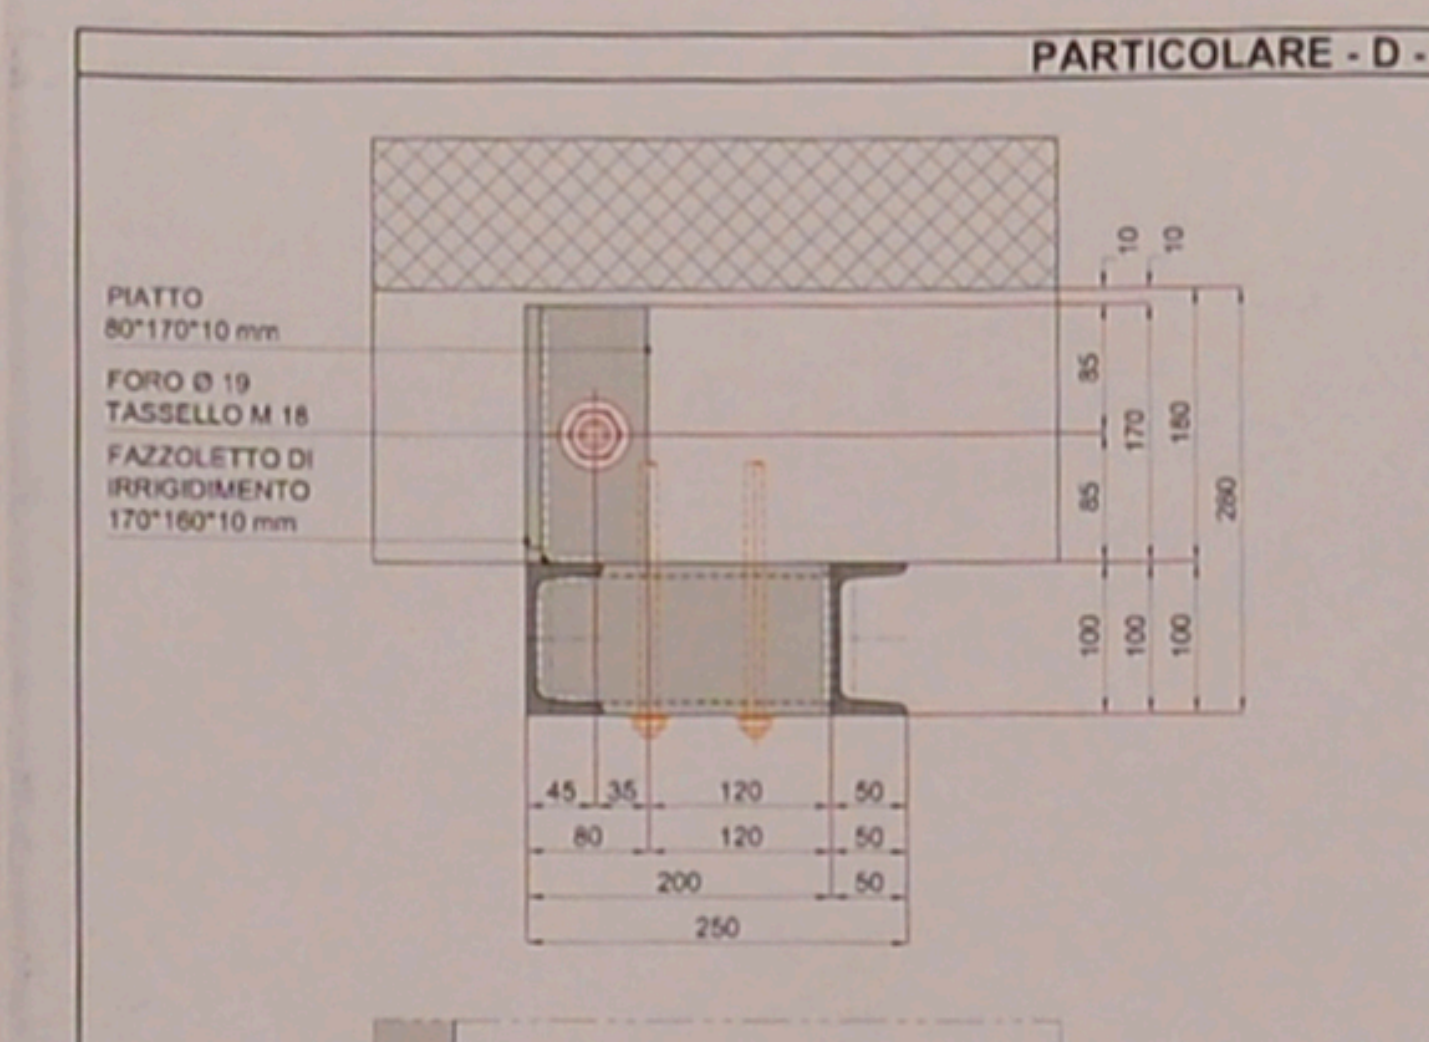 PARTICOLARE - D -
PIATTO
80*170*10 mm
FORO Ø 19
TASSELLO M 18
FAZZOLETTO DI
IRRIGIDIMENTO
170*160*10 mm
10 10
85 170 180
85 280
100 100 100
45 35 120 50
80 120 50
200 50
250